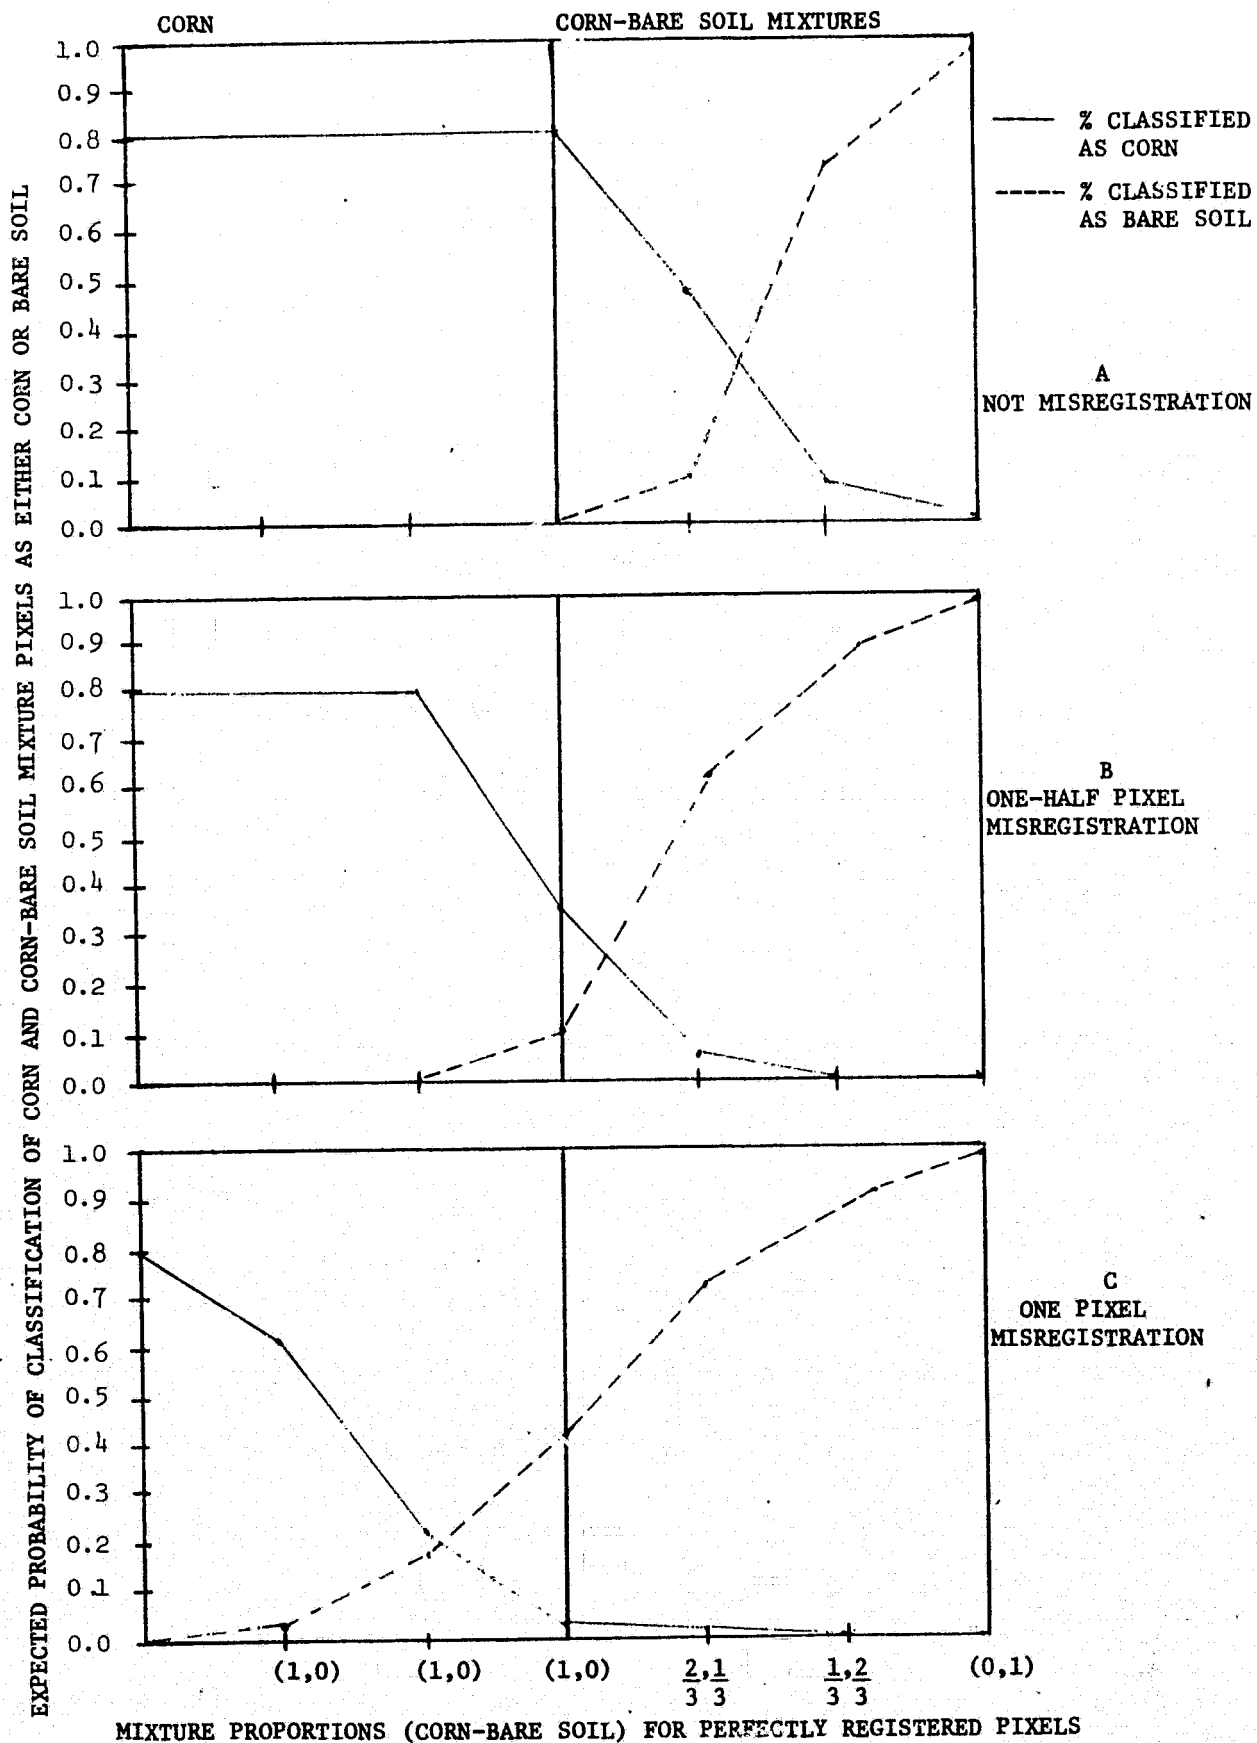 CORN
CORN-BARE SOIL MIXTURES
1.0
0.9
0.8
0.7
0.6
0.5
0.4
0.3
0.2
0.1
0.0
% CLASSIFIED
AS CORN
% CLASSIFIED
AS BARE SOIL
A
NOT MISREGISTRATION
EXPECTED PROBABILITY OF CLASSIFICATION OF CORN AND CORN-BARE SOIL MIXTURE PIXELS AS EITHER CORN OR BARE SOIL
1.0
0.9
0.8
0.7
0.6
0.5
0.4
0.3
0.2
0.1
0.0
B
ONE-HALF PIXEL
MISREGISTRATION
1.0
0.9
0.8
0.7
0.6
0.5
0.4
0.3
0.2
0.1
0.0
C
ONE PIXEL
MISREGISTRATION
(1,0) (1,0) (1,0) 2,1 1,2 (0,1)
3 3 3 3
MIXTURE PROPORTIONS (CORN-BARE SOIL) FOR PERFECTLY REGISTERED PIXELS